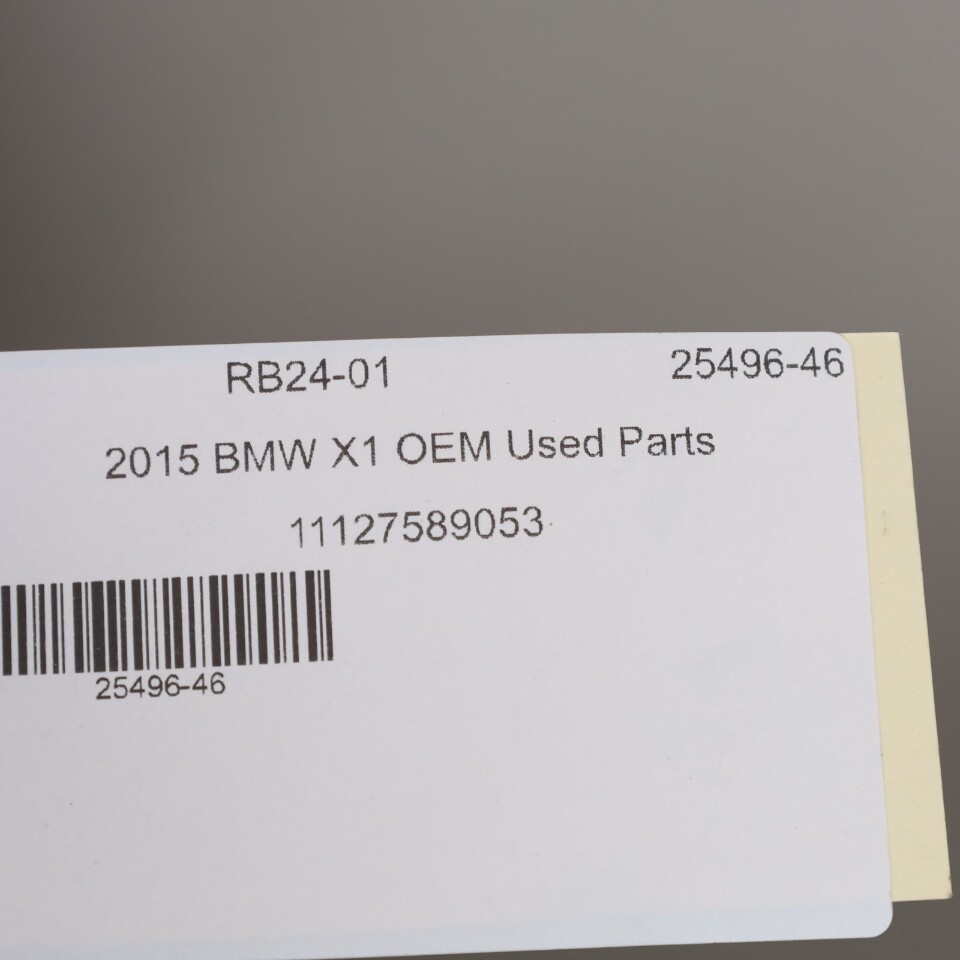 RB24-01 25496-46
2015 BMW X1 OEM Used Parts
11127589053
25496-46